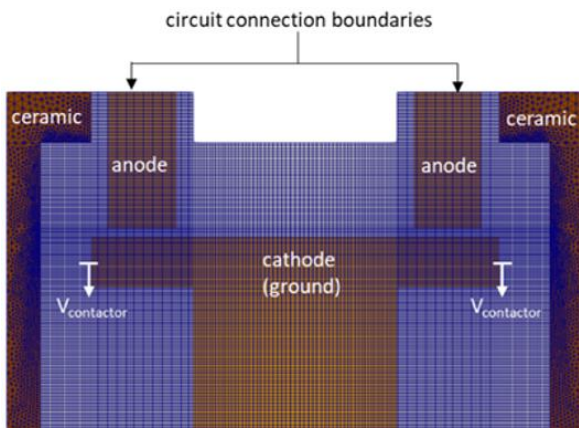 circuit connection boundaries
ceramic
ceramic
anode
anode
cathode
(ground)
Vcontactor
Vcontactor